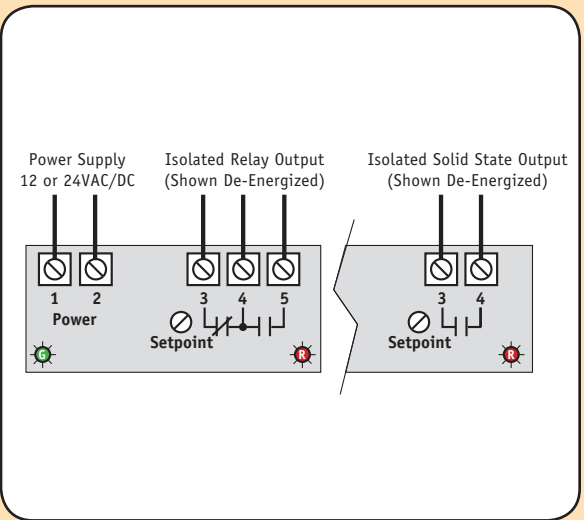 Power Supply
12 or 24VAC/DC
Isolated Relay Output
(Shown De-Energized)
Isolated Solid State Output
(Shown De-Energized)
1 2
Power
3 4 5
Setpoint
G
R
3 4
Setpoint
R